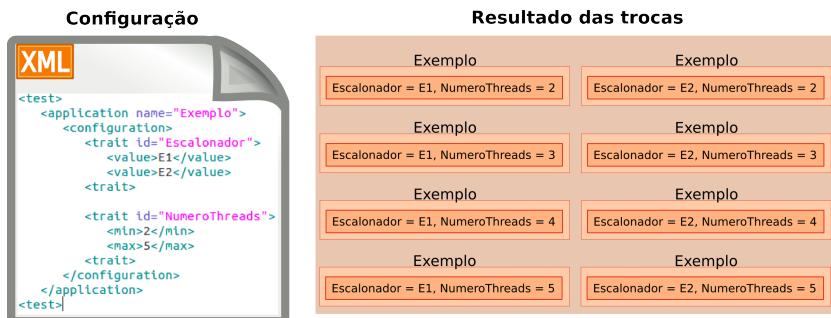 Configuração
XML
<test>
<application name="Exemplo">
<configuration>
<trait id="Escalonador">
<value>E1</value>
<value>E2</value>
<trait>
<trait id="NumeroThreads">
<min>2</min>
<max>5</max>
<trait>
</configuration>
</application>
<test>
Resultado das trocas
Exemplo
Escalonador = E1, NumeroThreads = 2
Exemplo
Escalonador = E2, NumeroThreads = 2
Exemplo
Escalonador = E1, NumeroThreads = 3
Exemplo
Escalonador = E2, NumeroThreads = 3
Exemplo
Escalonador = E1, NumeroThreads = 4
Exemplo
Escalonador = E2, NumeroThreads = 4
Exemplo
Escalonador = E1, NumeroThreads = 5
Exemplo
Escalonador = E2, NumeroThreads = 5